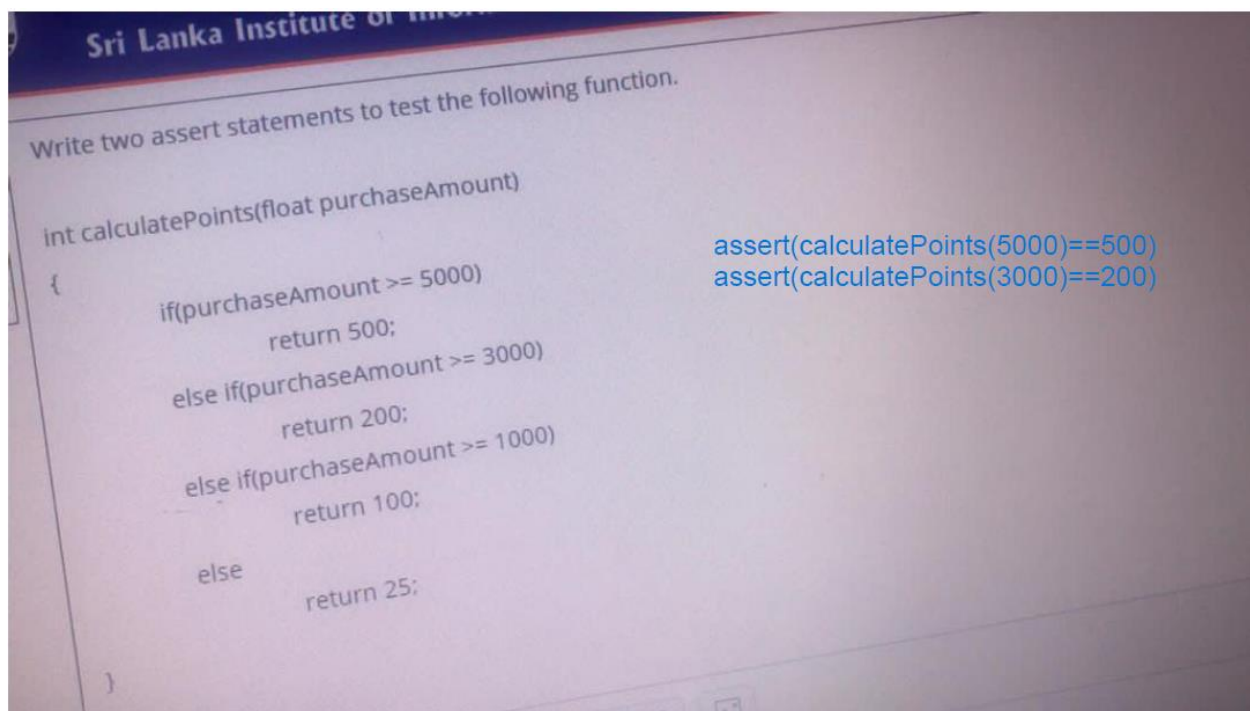 Sri Lanka Institute of
Write two assert statements to test the following function.
int calculatePoints(float purchaseAmount)
{
if(purchaseAmount >= 5000)
return 500;
else if(purchaseAmount >= 3000)
return 200;
else if(purchaseAmount >= 1000)
return 100;
else
return 25;
}
assert(calculatePoints(5000)==500)
assert(calculatePoints(3000)==200)